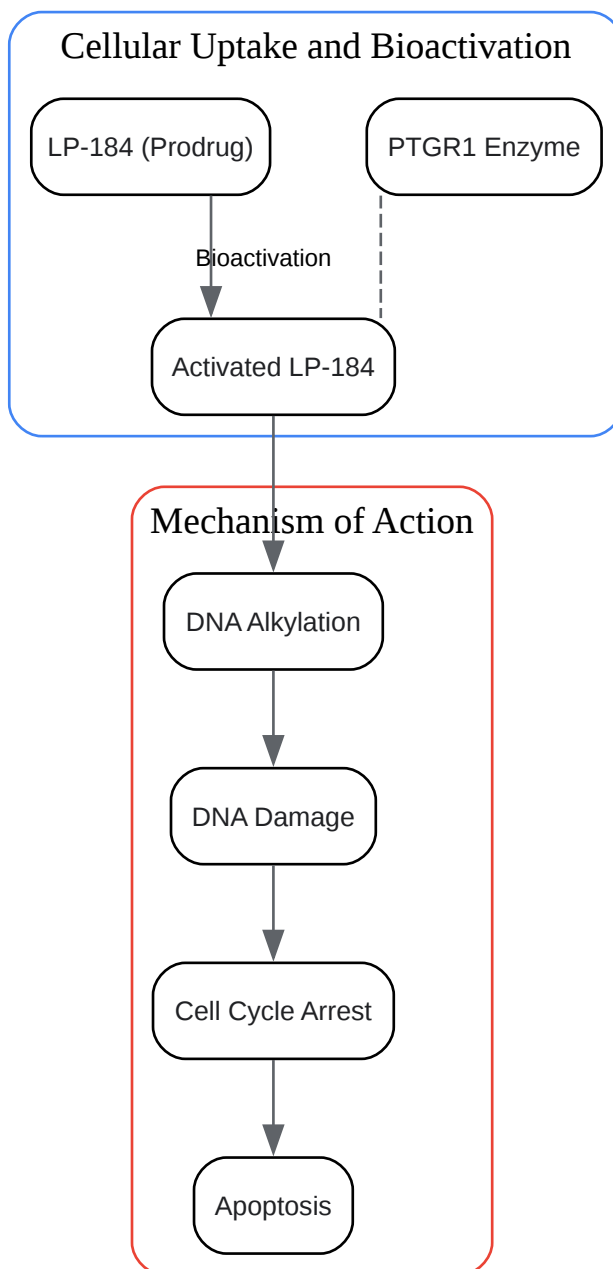 Cellular Uptake and Bioactivation
LP-184 (Prodrug)
PTGR1 Enzyme
Bioactivation
Activated LP-184
Mechanism of Action
DNA Alkylation
DNA Damage
Cell Cycle Arrest
Apoptosis